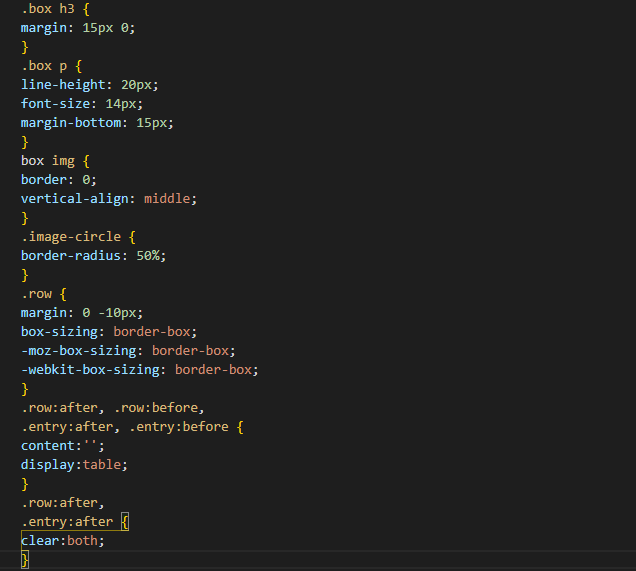 .box h3 {
margin: 15px 0;
}
.box p {
line-height: 20px;
font-size: 14px;
margin-bottom: 15px;
}
box img {
border: 0;
vertical-align: middle;
}
.image-circle {
border-radius: 50%;
}
.row {
margin: 0 -10px;
box-sizing: border-box;
-moz-box-sizing: border-box;
-webkit-box-sizing: border-box;
}
.row:after, .row:before,
.entry:after, .entry:before {
content:'';
display:table;
}
.row:after,
.entry:after {
clear:both;
}